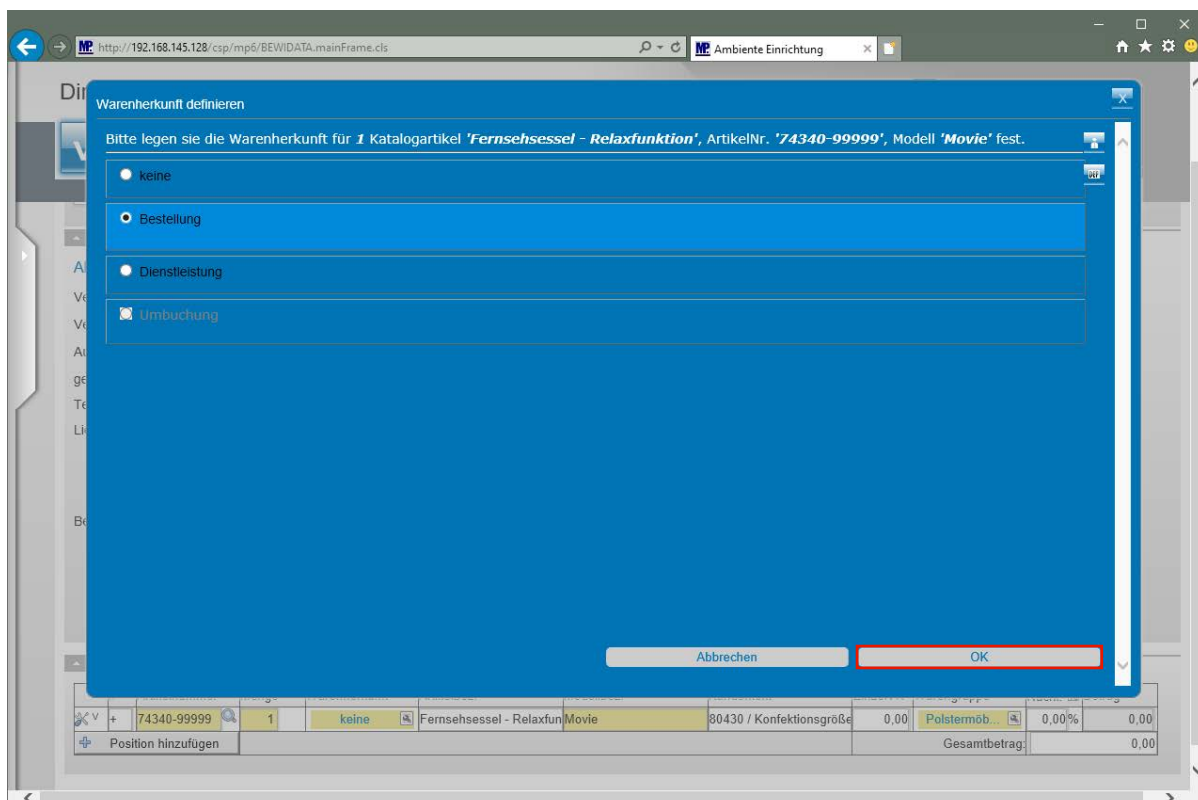 http://192.168.145.128/csp/mp6/BEWIDATA.mainFrame.cls
Ambiente Einrichtung
Warenherkunft definieren
Bitte legen sie die Warenherkunft für 1 Katalogartikel 'Fernsehsessel - Relaxfunktion', ArtikelNr. '74340-99999', Modell 'Movie' fest.
keine
DEF
Bestellung
Dienstleistung
Umbuchung
Abbrechen
OK
V + 74340-99999 1 keine Fernsehsessel - Relaxfun Movie 80430 / Konfektionsgröße 0,00 Polstermöb... 0,00% 0,00
Position hinzufügen Gesamtbetrag: 0,00